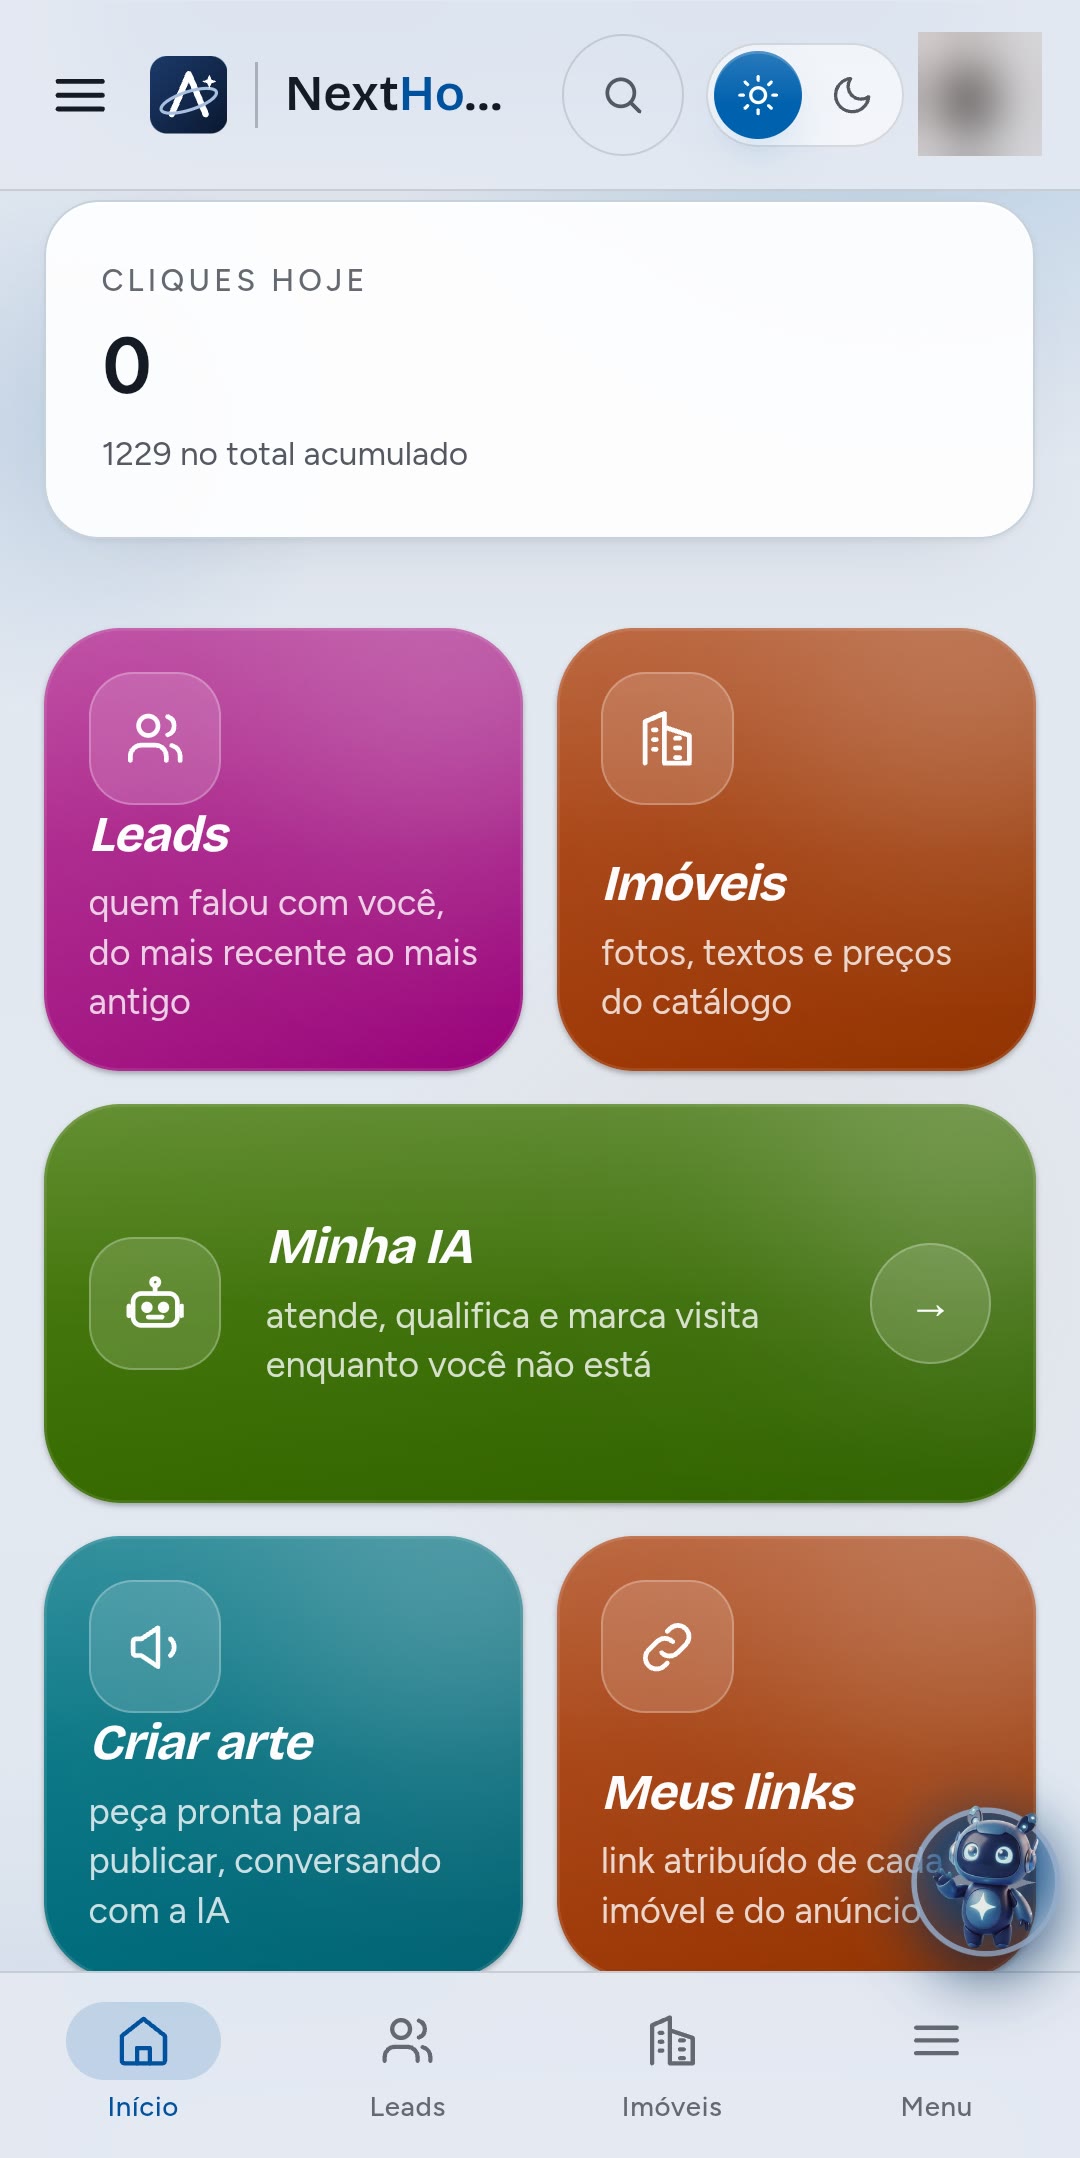 NextHo...
CLIQUES HOJE
0
1229 no total acumulado
Leads
quem falou com você,
do mais recente ao mais
antigo
Imóveis
fotos, textos e preços
do catálogo
Minha IA
atende, qualifica e marca visita
enquanto você não está
→
Criar arte
peça pronta para
publicar, conversando
com a IA
Meus links
link atribuído de cada
imóvel e do anúncio
Início
Leads
Imóveis
Menu